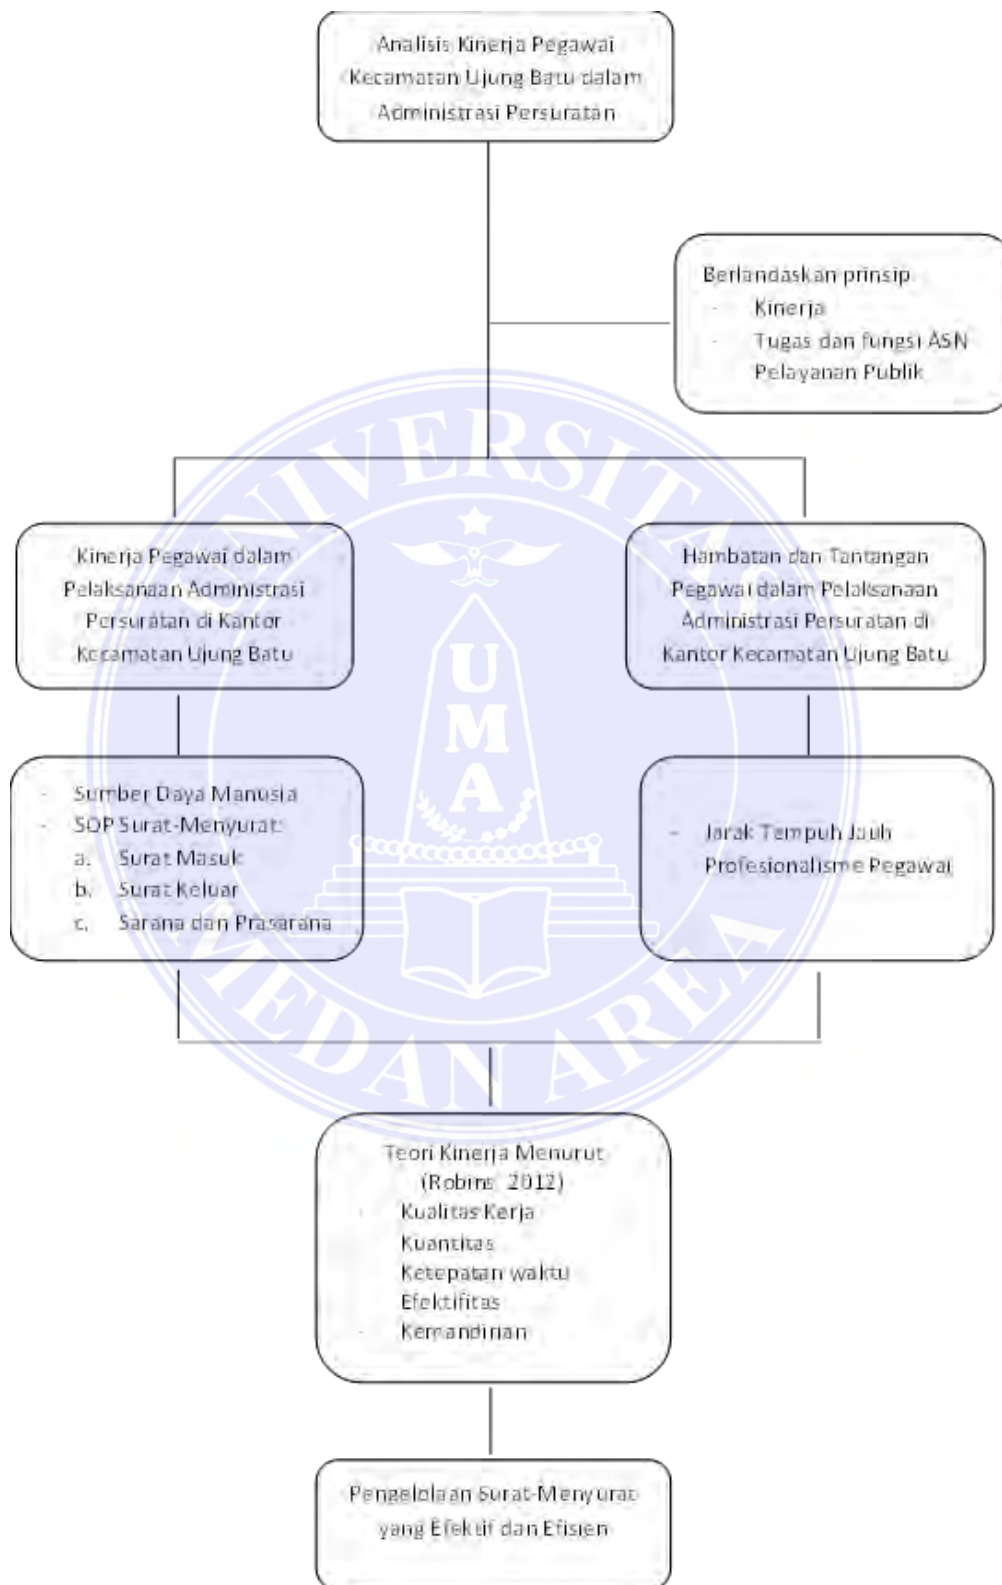 Analisis Kinerja Pegawai
Kecamatan Ujung Batu dalam
Administrasi Persuratan
Berlandaskan prinsip
- Kinerja
- Tugas dan fungsi ASN
Pelayanan Publik
Kinerja Pegawai dalam
Pelaksanaan Administrasi
Persuratan di Kantor
Kecamatan Ujung Batu
Hambatan dan Tantangan
Pegawai dalam Pelaksanaan
Administrasi Persuratan di
Kantor Kecamatan Ujung Batu
- Sumber Daya Manusia
- SOP Surat-Menyurat:
a. Surat Masuk
b. Surat Keluar
c. Sarana dan Prasarana
- Jarak Tempuh Jauh
Profesionalisme Pegawai
Teori Kinerja Menurut
(Robins 2012)
- Kualitas Kerja
Kuantitas
Ketepatan waktu
Efektifitas
- Kemandirian
Pengelolaan Surat-Menyurat
yang Efektif dan Efisien
UNIVERSITAS
MEDAN AREA
UMA